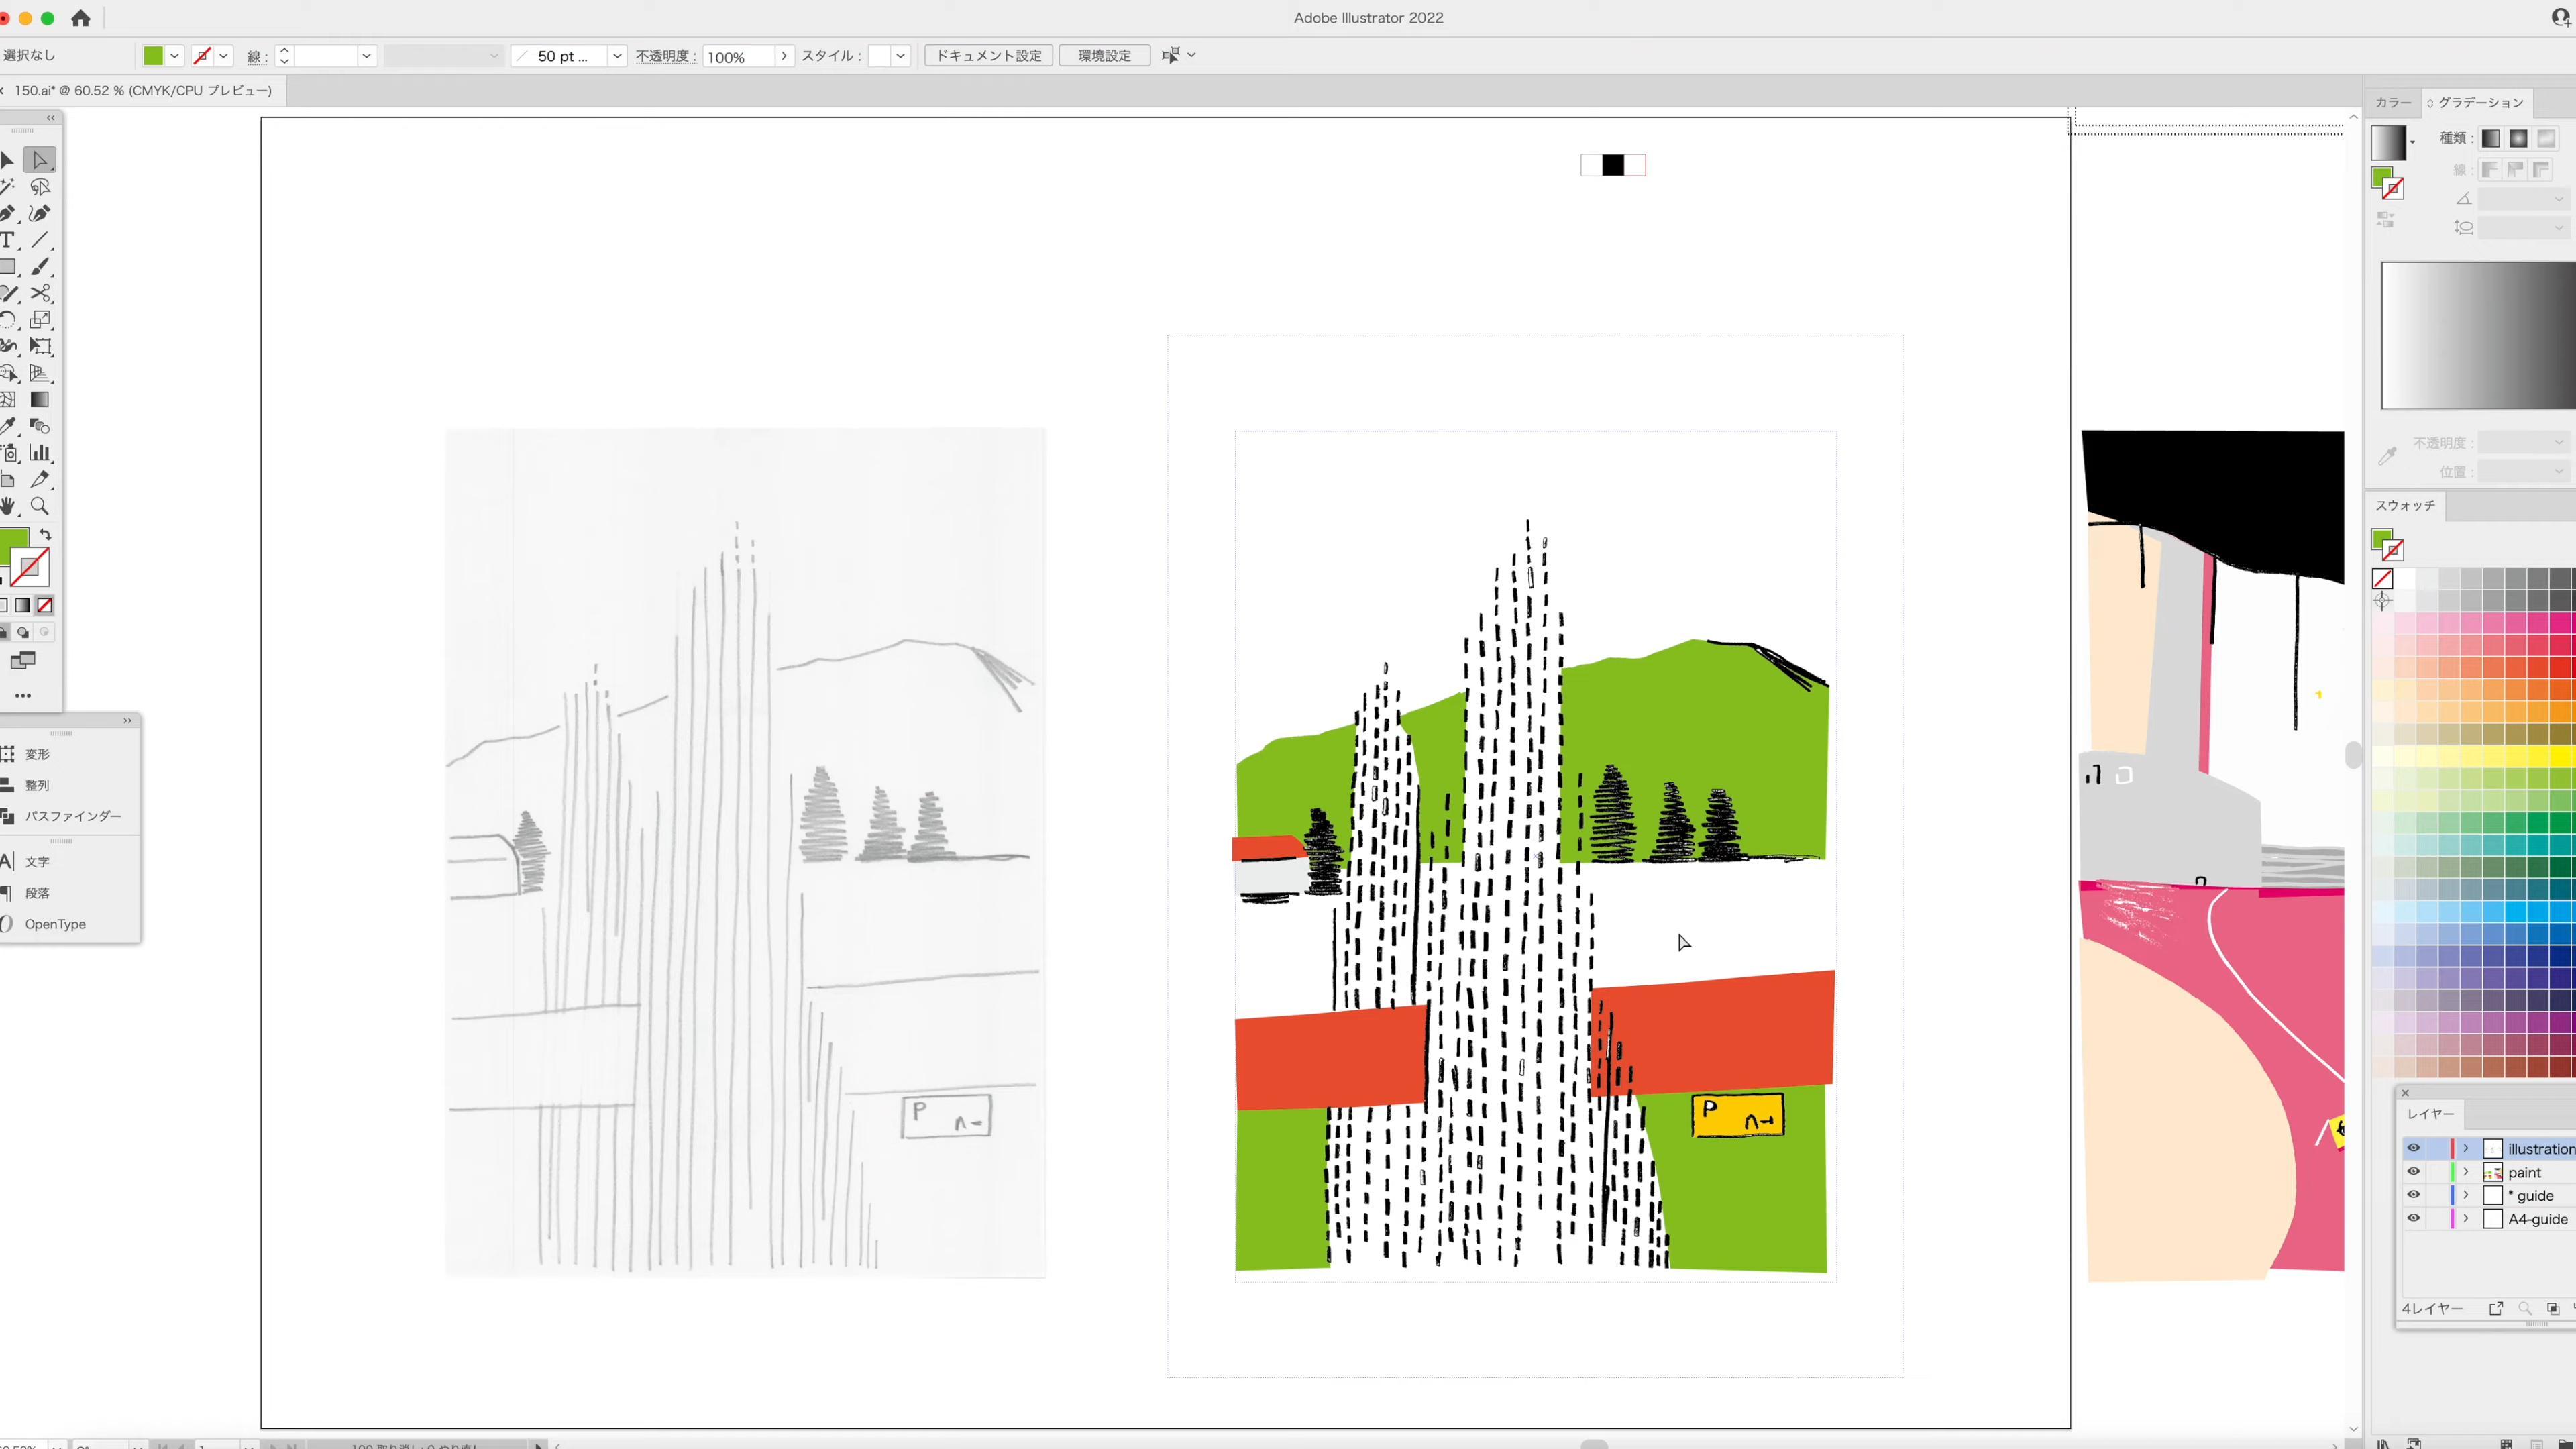 Adobe Illustrator 2022
選択なし
線 :
50 pt ...
不透明度 :
100%
スタイル :
ドキュメント設定
環境設定
150.ai* @ 60.52 % (CMYK/CPU プレビュー)
カラー
グラデーション
種類 :
線 :
不透明度 :
位置 :
スウォッチ
変形
整列
パスファインダー
文字
段落
OpenType
P
P
レイヤー
illustration
paint
* guide
A4-guide
4レイヤー